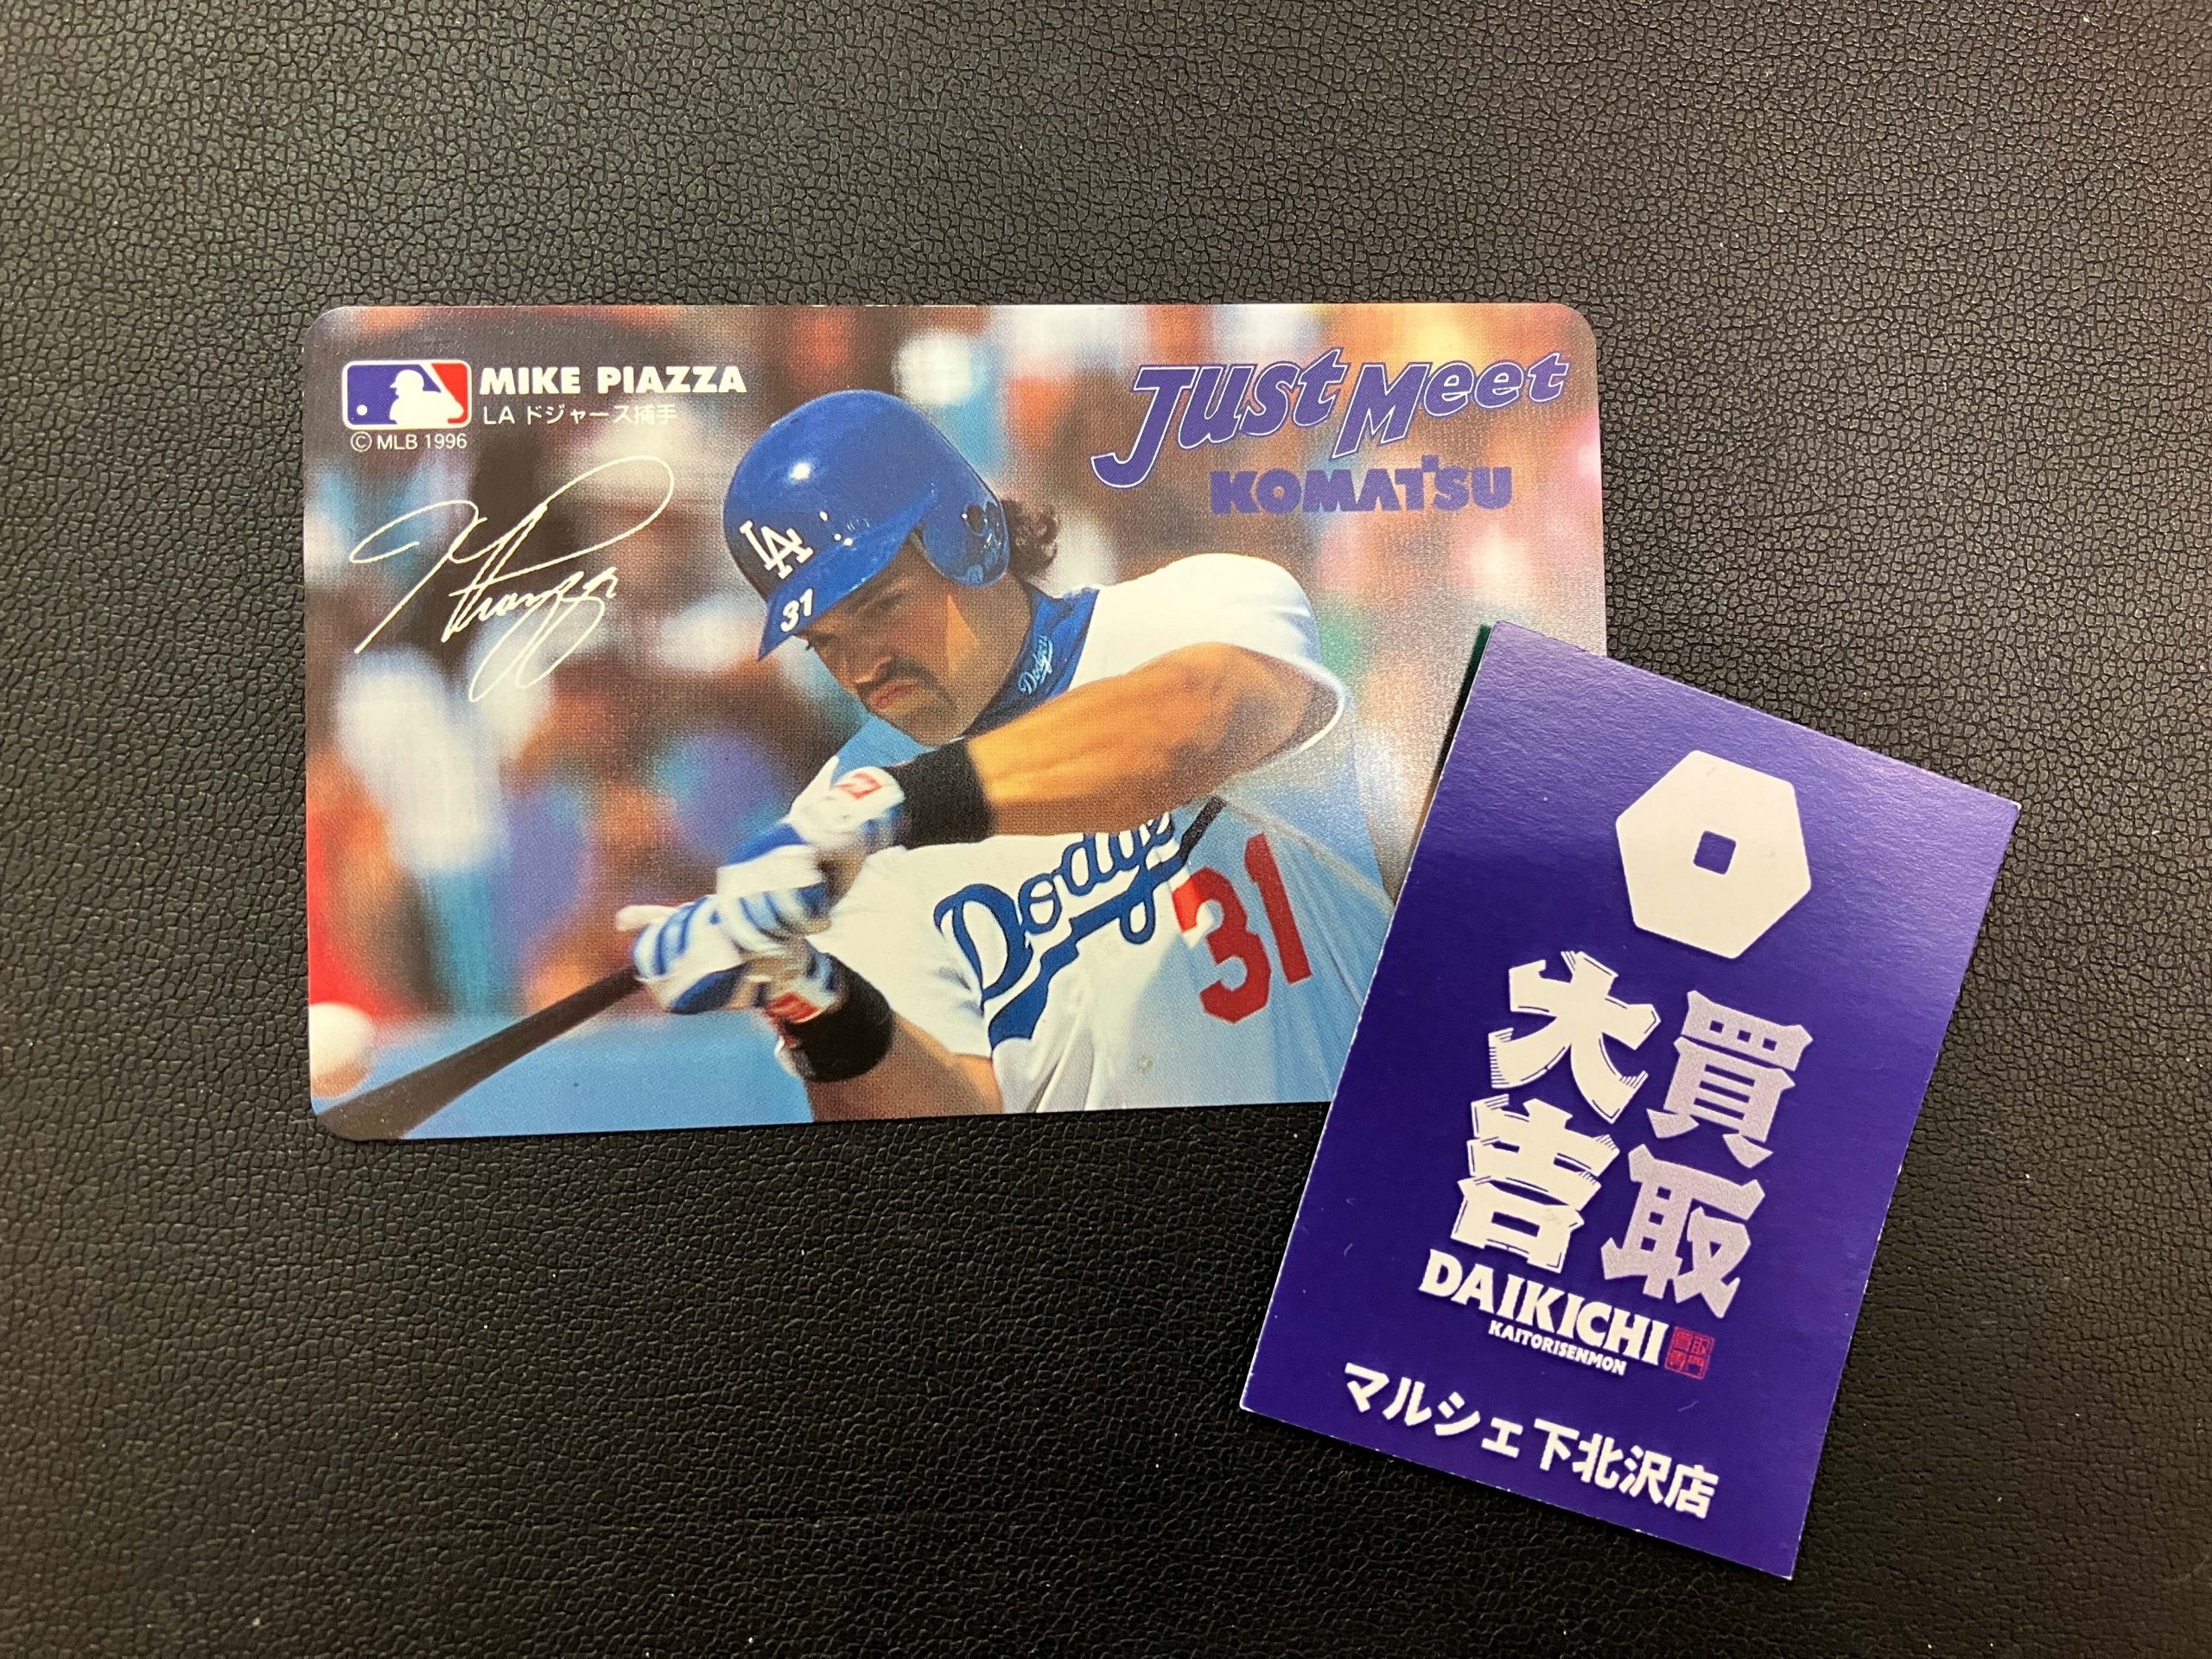 MIKE PIAZZA
LA ドジャース捕手
© MLB 1996
Just Meet
KOMATSU
LA
31
Dodgers
Dodgers
31
買取
大吉
DAIKICHI
KAITORISENMON
マルシェ下北沢店